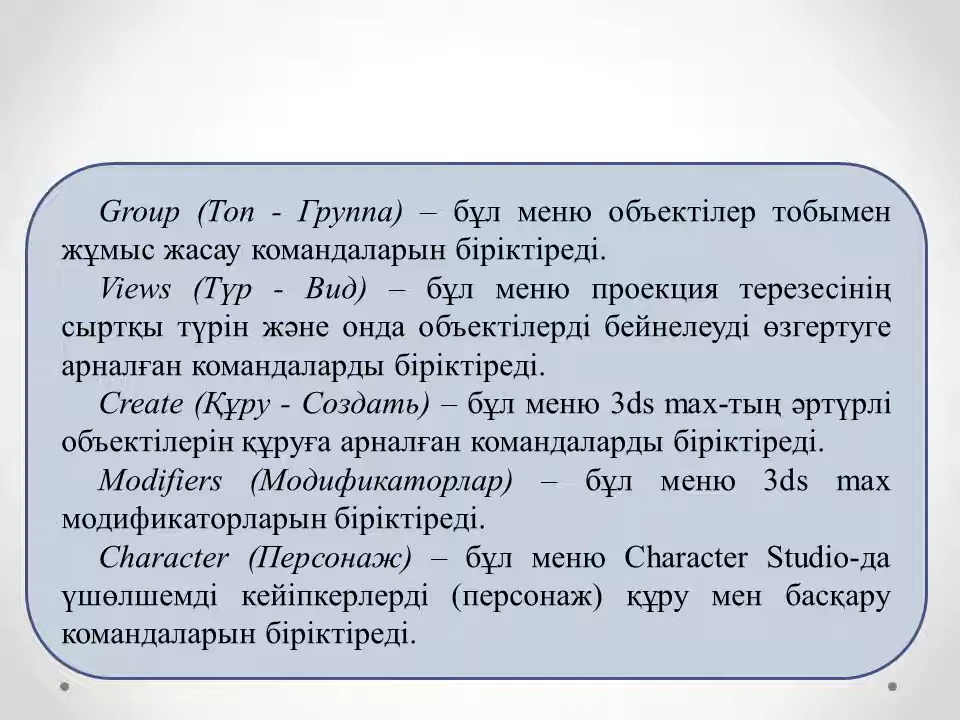 Group (Топ - Группа) – бұл меню объектілер тобымен
жұмыс жасау командаларын біріктіреді.
Views (Түр - Вид) – бұл меню проекция терезесінің
сыртқы түрін және онда объектілерді бейнелеуді өзгертуге
арналған командаларды біріктіреді.
Create (Құру - Создать) – бұл меню 3ds max-тың әртүрлі
объектілерін құруға арналған командаларды біріктіреді.
Modifiers (Модификаторлар) – бұл меню 3ds max
модификаторларын біріктіреді.
Character (Персонаж) – бұл меню Character Studio-да
үшөлшемді кейіпкерлерді (персонаж) құру мен басқару
командаларын біріктіреді.